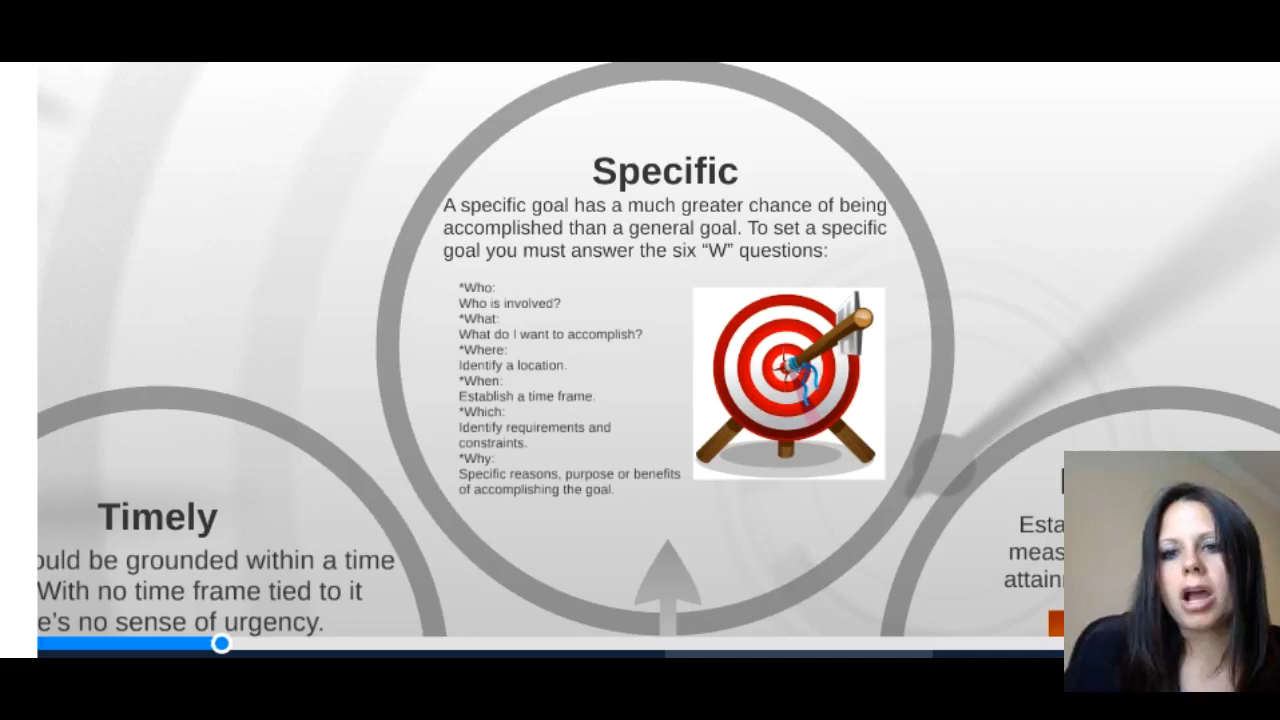 Specific
A specific goal has a much greater chance of being
accomplished than a general goal. To set a specific
goal you must answer the six “W” questions:
*Who:
Who is involved?
*What:
What do I want to accomplish?
*Where:
Identify a location.
*When:
Establish a time frame.
*Which:
Identify requirements and
constraints.
*Why:
Specific reasons, purpose or benefits
of accomplishing the goal.
Timely
ould be grounded within a time
With no time frame tied to it
e’s no sense of urgency.
Esta
meas
attain